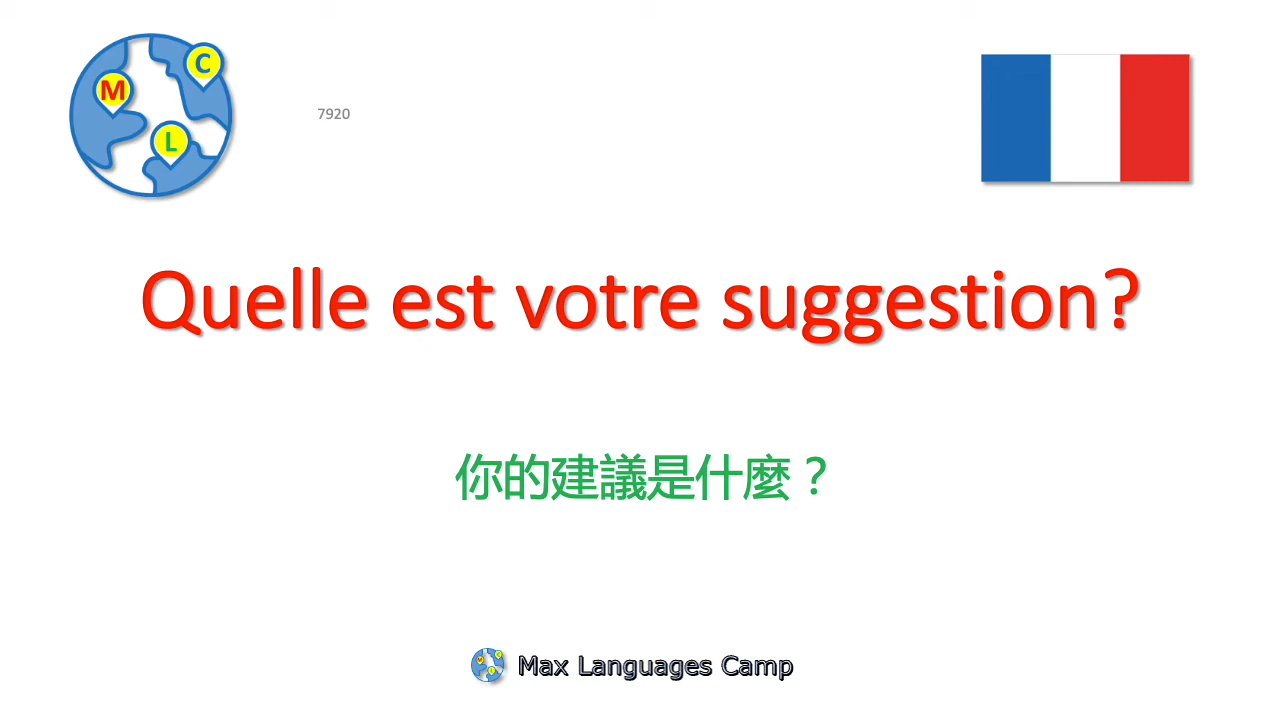 M
C
L
7920
Quelle est votre suggestion?
你的建議是什麼？
Max Languages Camp